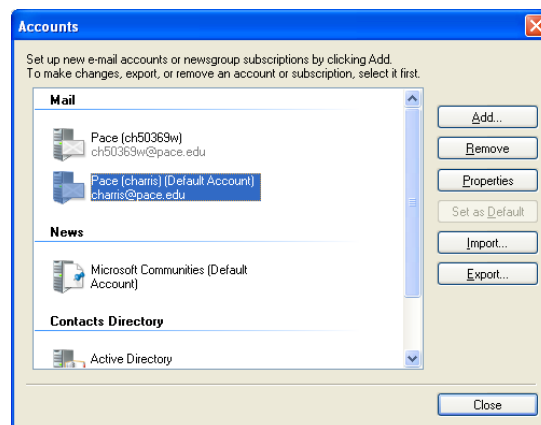 Accounts
Set up new e-mail accounts or newsgroup subscriptions by clicking Add.
To make changes, export, or remove an account or subscription, select it first.
Mail
Pace (ch50369w)
ch50369w@pace.edu
Pace (charris) (Default Account)
charris@pace.edu
News
Microsoft Communities (Default
Account)
Contacts Directory
Active Directory
Add...
Remove
Properties
Set as Default
Import...
Export...
Close